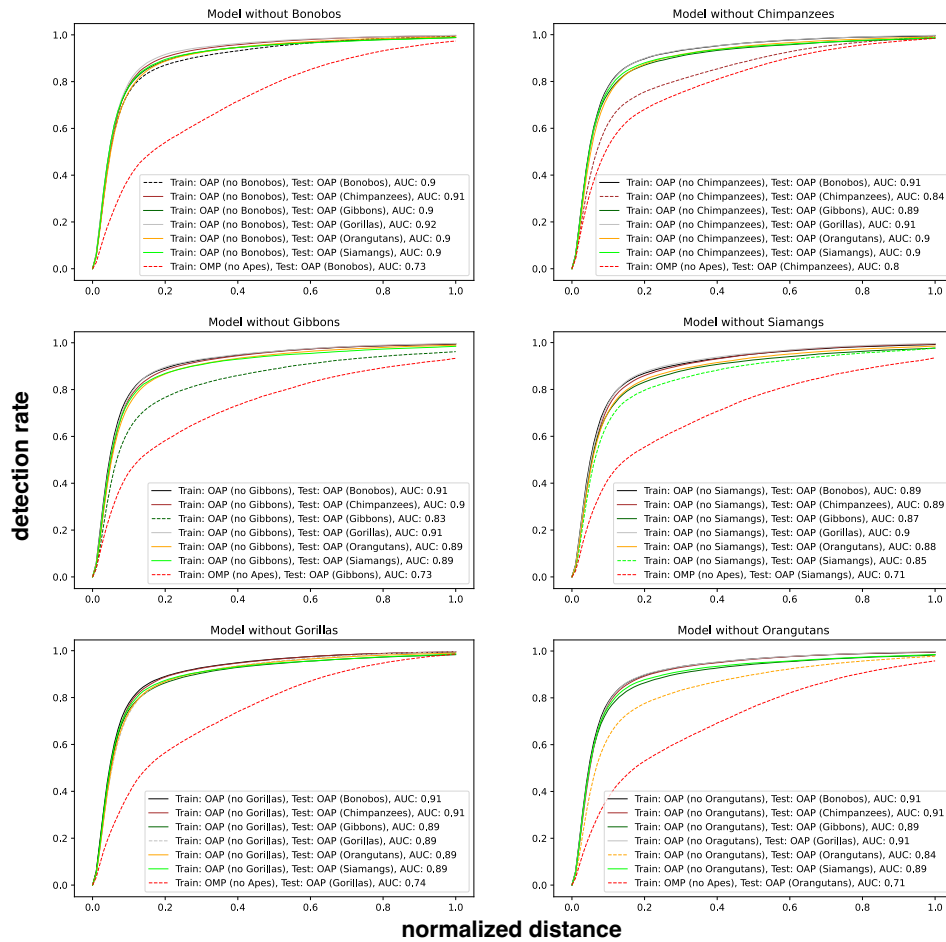 Model without Bonobos
1.0
0.8
0.6
0.4
0.2
0.0
Train: OAP (no Bonobos), Test: OAP (Bonobos), AUC: 0.9
Train: OAP (no Bonobos), Test: OAP (Chimpanzees), AUC: 0.91
Train: OAP (no Bonobos), Test: OAP (Gibbons), AUC: 0.9
Train: OAP (no Bonobos), Test: OAP (Gorillas), AUC: 0.92
Train: OAP (no Bonobos), Test: OAP (Orangutans), AUC: 0.9
Train: OAP (no Bonobos), Test: OAP (Siamangs), AUC: 0.9
Train: OMP (no Apes), Test: OAP (Bonobos), AUC: 0.73
0.0 0.2 0.4 0.6 0.8 1.0
Model without Chimpanzees
1.0
0.8
0.6
0.4
0.2
0.0
Train: OAP (no Chimpanzees), Test: OAP (Bonobos), AUC: 0.91
Train: OAP (no Chimpanzees), Test: OAP (Chimpanzees), AUC: 0.84
Train: OAP (no Chimpanzees), Test: OAP (Gibbons), AUC: 0.89
Train: OAP (no Chimpanzees), Test: OAP (Gorillas), AUC: 0.91
Train: OAP (no Chimpanzees), Test: OAP (Orangutans), AUC: 0.9
Train: OAP (no Chimpanzees), Test: OAP (Siamangs), AUC: 0.9
Train: OMP (no Apes), Test: OAP (Chimpanzees), AUC: 0.8
0.0 0.2 0.4 0.6 0.8 1.0
detection rate
Model without Gibbons
1.0
0.8
0.6
0.4
0.2
0.0
Train: OAP (no Gibbons), Test: OAP (Bonobos), AUC: 0.91
Train: OAP (no Gibbons), Test: OAP (Chimpanzees), AUC: 0.9
Train: OAP (no Gibbons), Test: OAP (Gibbons), AUC: 0.83
Train: OAP (no Gibbons), Test: OAP (Gorillas), AUC: 0.91
Train: OAP (no Gibbons), Test: OAP (Orangutans), AUC: 0.89
Train: OAP (no Gibbons), Test: OAP (Siamangs), AUC: 0.89
Train: OMP (no Apes), Test: OAP (Gibbons), AUC: 0.73
0.0 0.2 0.4 0.6 0.8 1.0
Model without Siamangs
1.0
0.8
0.6
0.4
0.2
0.0
Train: OAP (no Siamangs), Test: OAP (Bonobos), AUC: 0.89
Train: OAP (no Siamangs), Test: OAP (Chimpanzees), AUC: 0.89
Train: OAP (no Siamangs), Test: OAP (Gibbons), AUC: 0.87
Train: OAP (no Siamangs), Test: OAP (Gorillas), AUC: 0.9
Train: OAP (no Siamangs), Test: OAP (Orangutans), AUC: 0.88
Train: OAP (no Siamangs), Test: OAP (Siamangs), AUC: 0.85
Train: OMP (no Apes), Test: OAP (Siamangs), AUC: 0.71
0.0 0.2 0.4 0.6 0.8 1.0
Model without Gorillas
1.0
0.8
0.6
0.4
0.2
0.0
Train: OAP (no Gorillas), Test: OAP (Bonobos), AUC: 0,91
Train: OAP (no Gorillas), Test: OAP (Chimpanzees), AUC: 0.91
Train: OAP (no Gorillas), Test: OAP (Gibbons), AUC: 0.89
Train: OAP (no Gorillas), Test: OAP (Gorillas), AUC: 0.89
Train: OAP (no Gorillas), Test: OAP (Orangutans), AUC: 0.89
Train: OAP (no Gorillas), Test: OAP (Siamangs), AUC: 0.89
Train: OMP (no Apes), Test: OAP (Gorillas), AUC: 0.74
0.0 0.2 0.4 0.6 0.8 1.0
Model without Orangutans
1.0
0.8
0.6
0.4
0.2
0.0
Train: OAP (no Orangutans), Test: OAP (Bonobos), AUC: 0.91
Train: OAP (no Orangutans), Test: OAP (Chimpanzees), AUC: 0.91
Train: OAP (no Orangutans), Test: OAP (Gibbons), AUC: 0.89
Train: OAP (no Oragutans), Test: OAP (Gorillas), AUC: 0.91
Train: OAP (no Orangutans), Test: OAP (Orangutans), AUC: 0.84
Train: OAP (no Orangutans), Test: OAP (Siamangs), AUC: 0.89
Train: OMP (no Apes), Test: OAP (Orangutans), AUC: 0.71
0.0 0.2 0.4 0.6 0.8 1.0
normalized distance